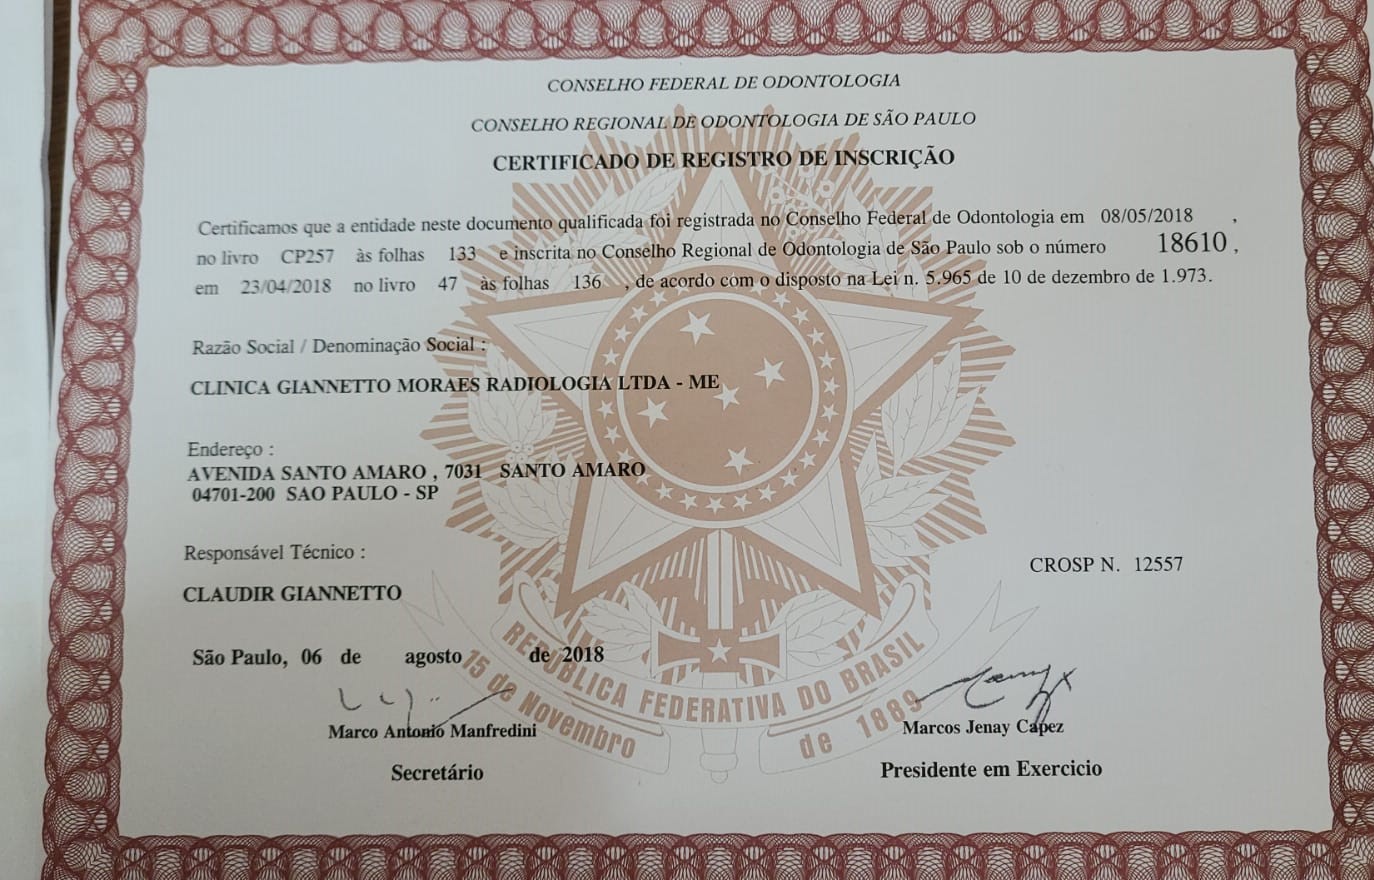 CONSELHO FEDERAL DE ODONTOLOGIA
CONSELHO REGIONAL DE ODONTOLOGIA DE SÃO PAULO
CERTIFICADO DE REGISTRO DE INSCRIÇÃO
Certificamos que a entidade neste documento qualificada foi registrada no Conselho Federal de Odontologia em 08/05/2018 ,
no livro CP257 às folhas 133 e inscrita no Conselho Regional de Odontologia de São Paulo sob o número 18610 ,
em 23/04/2018 no livro 47 às folhas 136 , de acordo com o disposto na Lei n. 5.965 de 10 de dezembro de 1.973.
Razão Social / Denominação Social :
CLINICA GIANNETTO MORAES RADIOLOGIA LTDA - ME
Endereço :
AVENIDA SANTO AMARO , 7031 SANTO AMARO
04701-200 SAO PAULO - SP
Responsável Técnico :
CROSP N. 12557
CLAUDIR GIANNETTO
São Paulo, 06 de agosto de 2018
REPÚBLICA FEDERATIVA DO BRASIL
15 de Novembro de 1889
Marco Antonio Manfredini
Marcos Jenay Capez
Secretário
Presidente em Exercicio